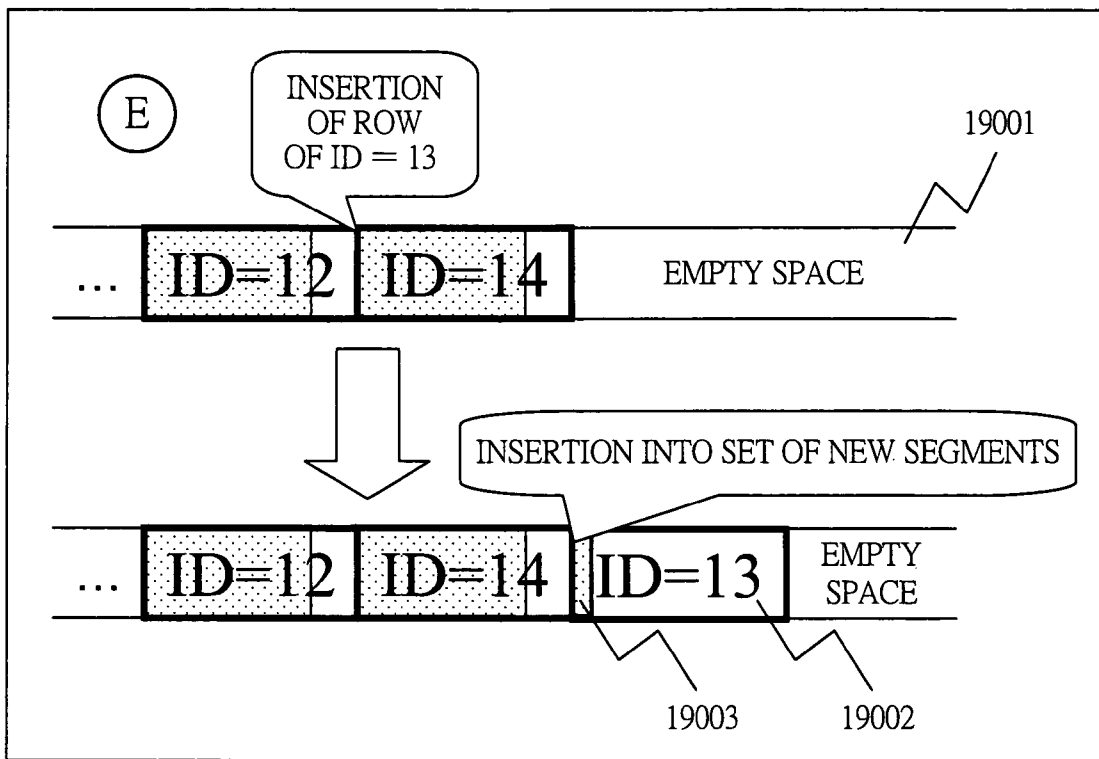 E
INSERTION
OF ROW
OF ID = 13
19001
... ID=12 ID=14 EMPTY SPACE
INSERTION INTO SET OF NEW SEGMENTS
... ID=12 ID=14 ID=13 EMPTY
SPACE
19003 19002